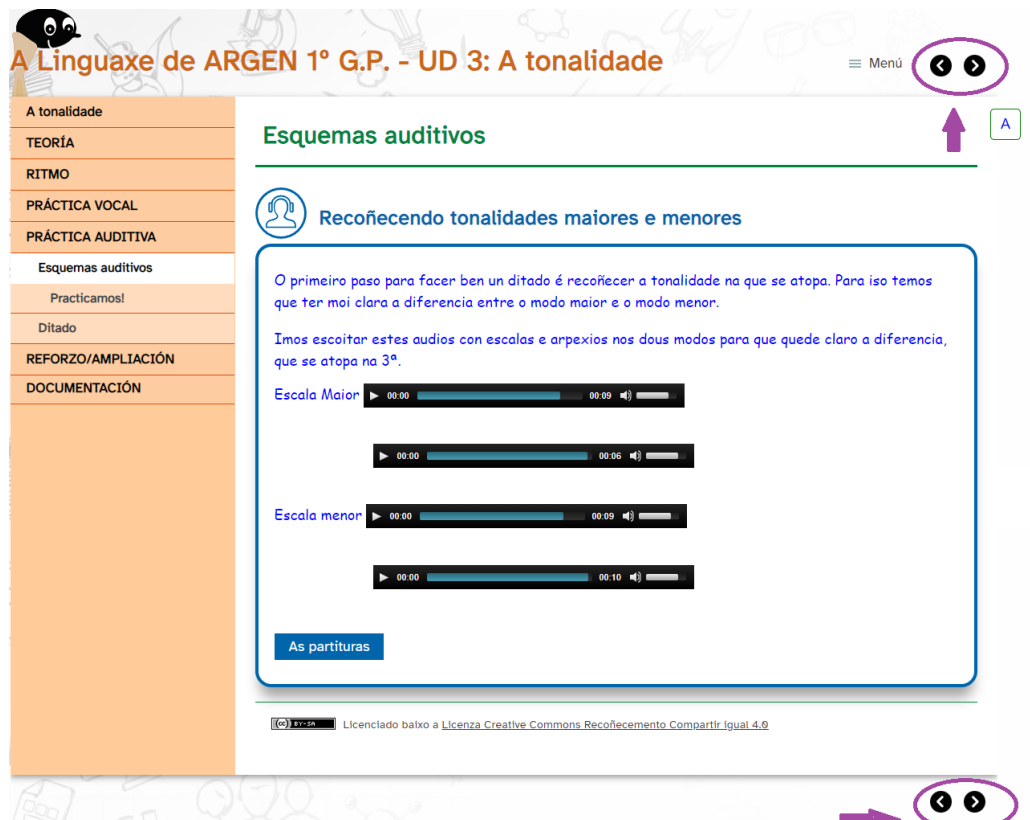 A Linguaxe de ARGEN 1º G.P. - UD 3: A tonalidade
Menú
A tonalidade
TEORÍA
RITMO
PRÁCTICA VOCAL
PRÁCTICA AUDITIVA
Esquemas auditivos
Practicamos!
Ditado
REFORZO/AMPLIACIÓN
DOCUMENTACIÓN
A
Esquemas auditivos
Recoñecendo tonalidades maiores e menores
O primeiro paso para facer ben un ditado é recoñecer a tonalidade na que se atopa. Para iso temos
que ter moi clara a diferencia entre o modo maior e o modo menor.
Imos escoitar estes audios con escalas e arpexios nos dous modos para que quede claro a diferencia,
que se atopa na 3ª.
Escala Maior 00:00 00:09
00:00 00:06
Escala menor 00:00 00:09
00:00 00:10
As partituras
(cc) BY-SA Licenciado baixo a Licenza Creative Commons Recoñecemento Compartir igual 4.0